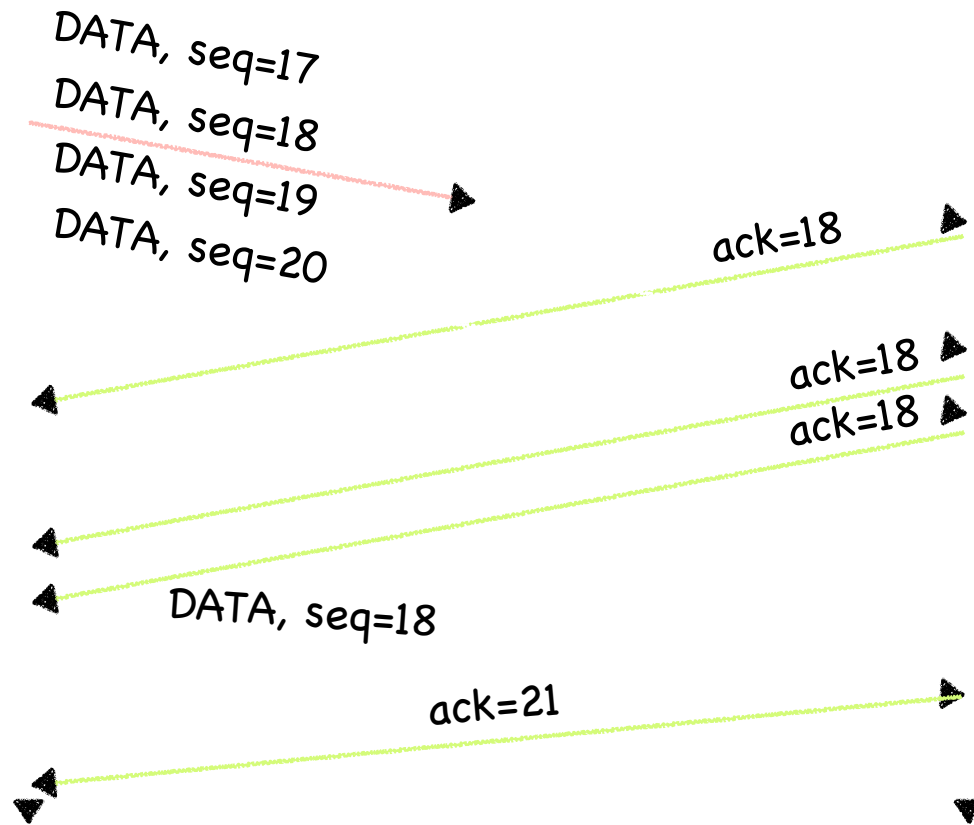 DATA, seq=17
DATA, seq=18
DATA, seq=19
DATA, seq=20
ack=18
ack=18
ack=18
DATA, seq=18
ack=21